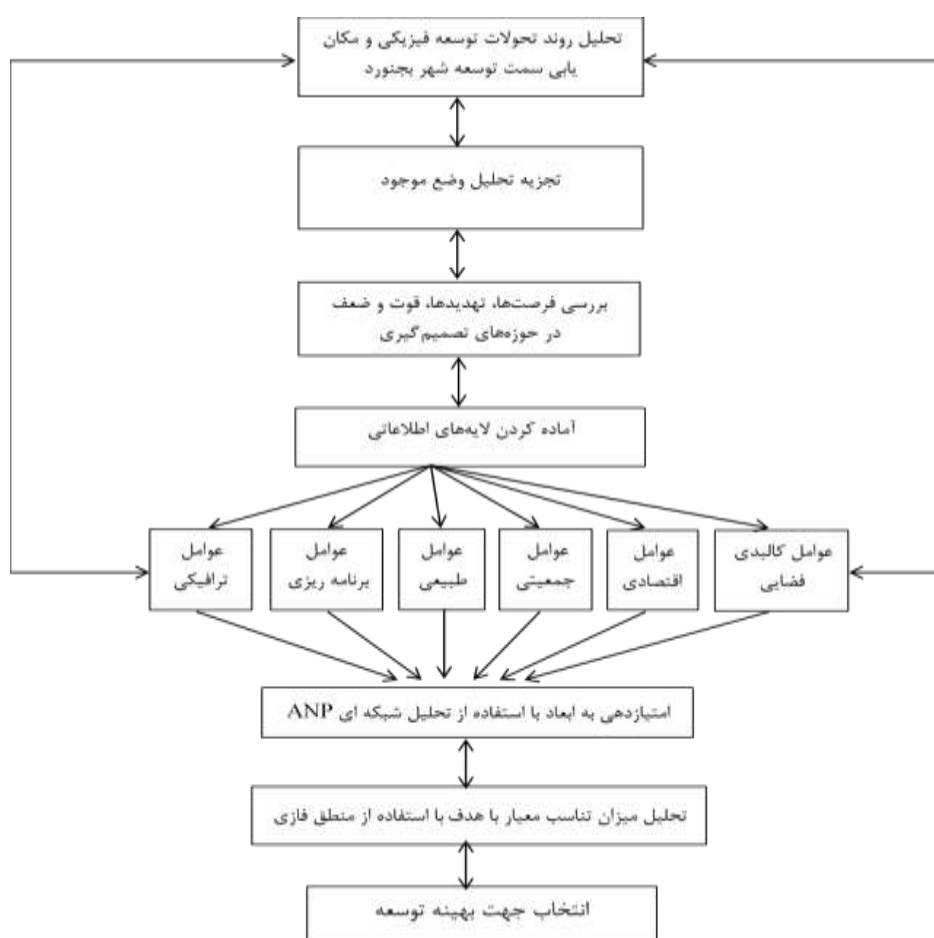 تحلیل روند تحولات توسعه فیزیکی و مکان
یابی سمت توسعه شهر بجنورد
تجزیه تحلیل وضع موجود
بررسی فرصت‌ها، تهدیدها، قوت و ضعف
در حوزه‌های تصمیم‌گیری
آماده کردن لایه‌های اطلاعاتی
عوامل کالبدی
فضایی
عوامل
اقتصادی
عوامل
جمعیتی
عوامل
طبیعی
عوامل
برنامه ریزی
عوامل
ترافیکی
امتیازدهی به ابعاد با استفاده از تحلیل شبکه ای ANP
تحلیل میزان تناسب معیار با هدف با استفاده از منطق فازی
انتخاب جهت بهینه توسعه